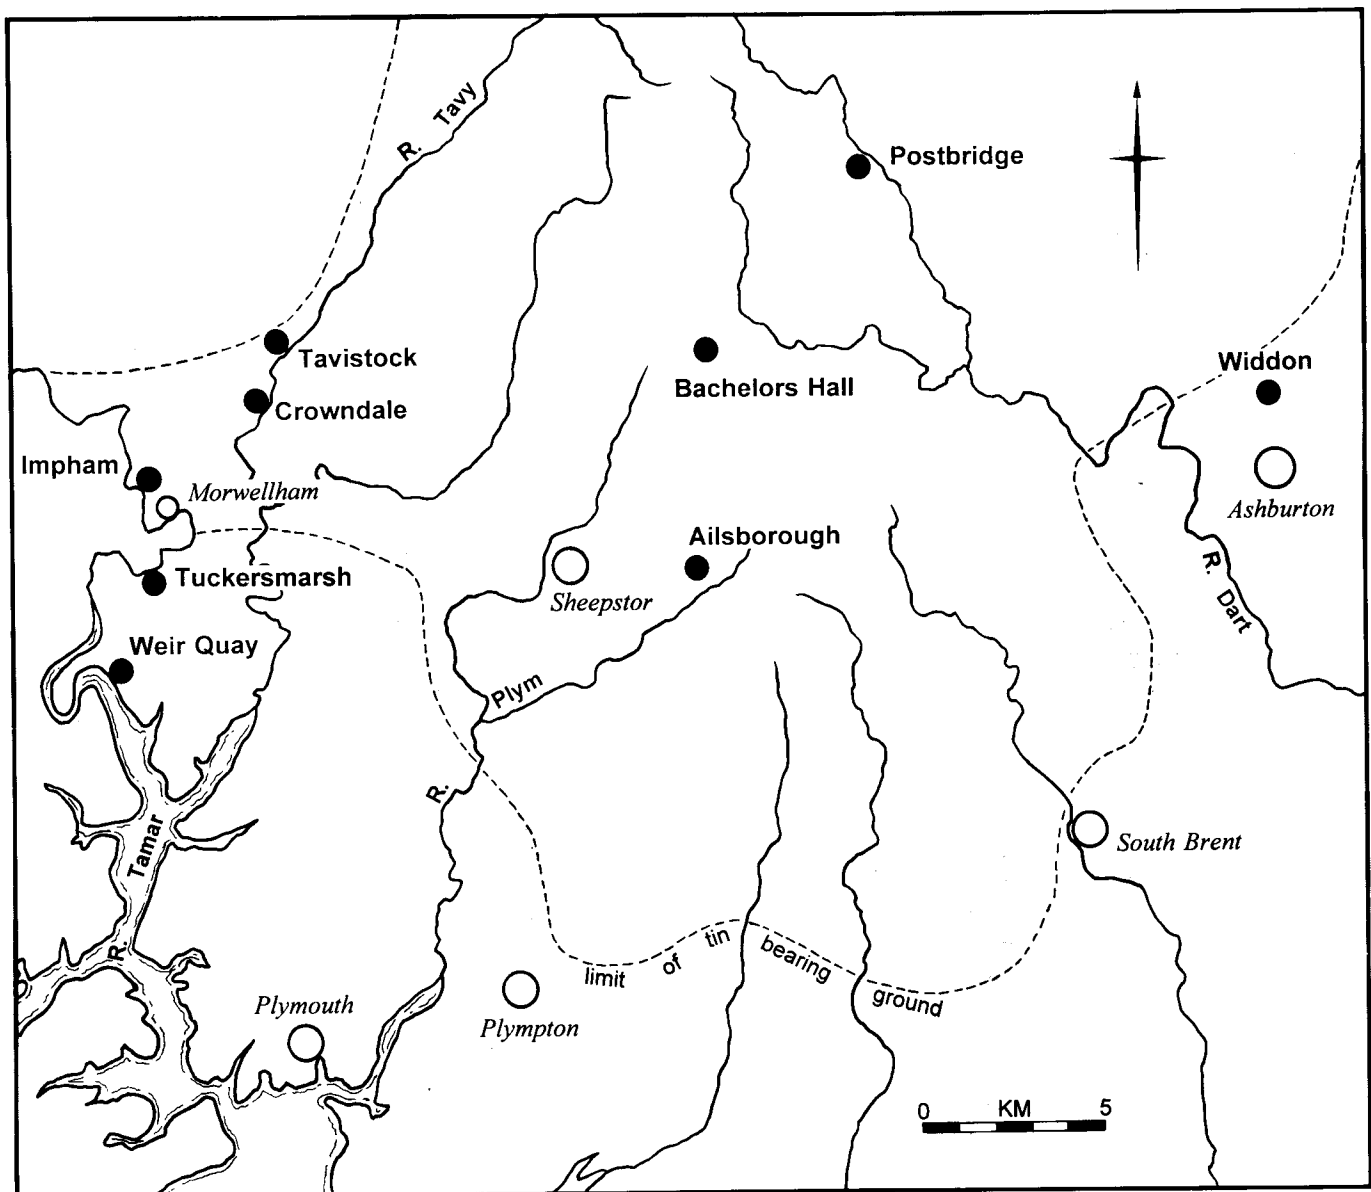 R. Tavy
Postbridge
Tavistock
Widdon
Bachelors Hall
Crowndale
Impham
Morwellham
Ashburton
Ailsborough
Tuckersmarsh
Sheepstor
R. Dart
Weir Quay
R. Plym
R. Tamar
South Brent
limit of tin bearing ground
Plymouth
Plympton
0 KM 5